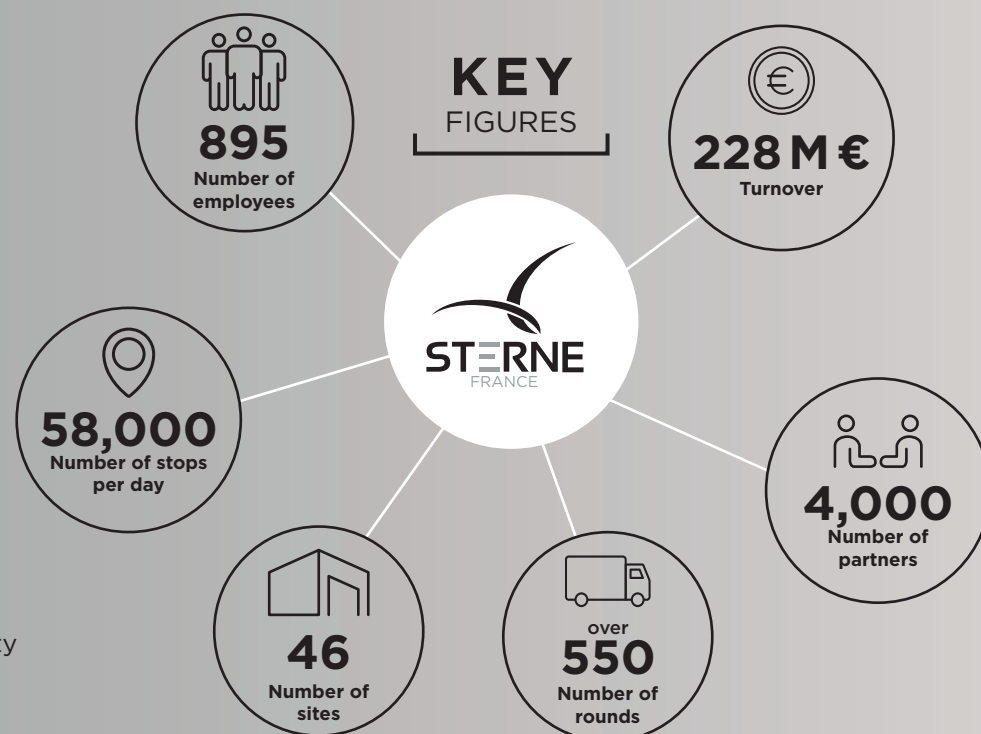 KEY
FIGURES
895
Number of
employees
228 M €
Turnover
STERNE
FRANCE
58,000
Number of stops
per day
4,000
Number of
partners
46
Number of
sites
over
550
Number of
rounds